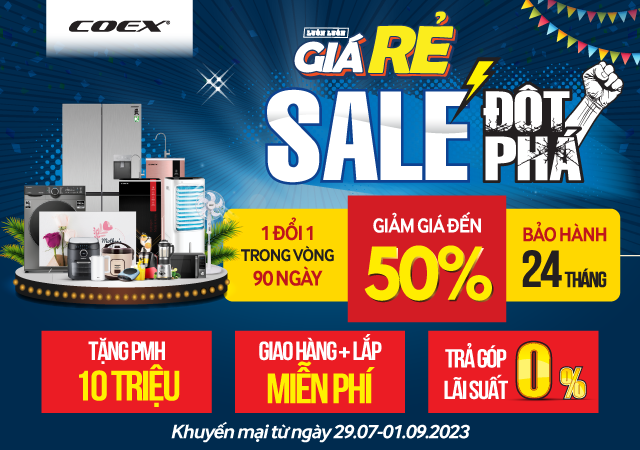 COEX®
LUÔN LUÔN
GIÁ RẺ
SALE
ĐỘT
PHÁ
1 ĐỔI 1
TRONG VÒNG
90 NGÀY
GIẢM GIÁ ĐẾN
50%
BẢO HÀNH
24 THÁNG
TẶNG PMH
10 TRIỆU
GIAO HÀNG + LẮP
MIỄN PHÍ
TRẢ GÓP
LÃI SUẤT
0%
Khuyến mại từ ngày 29.07-01.09.2023